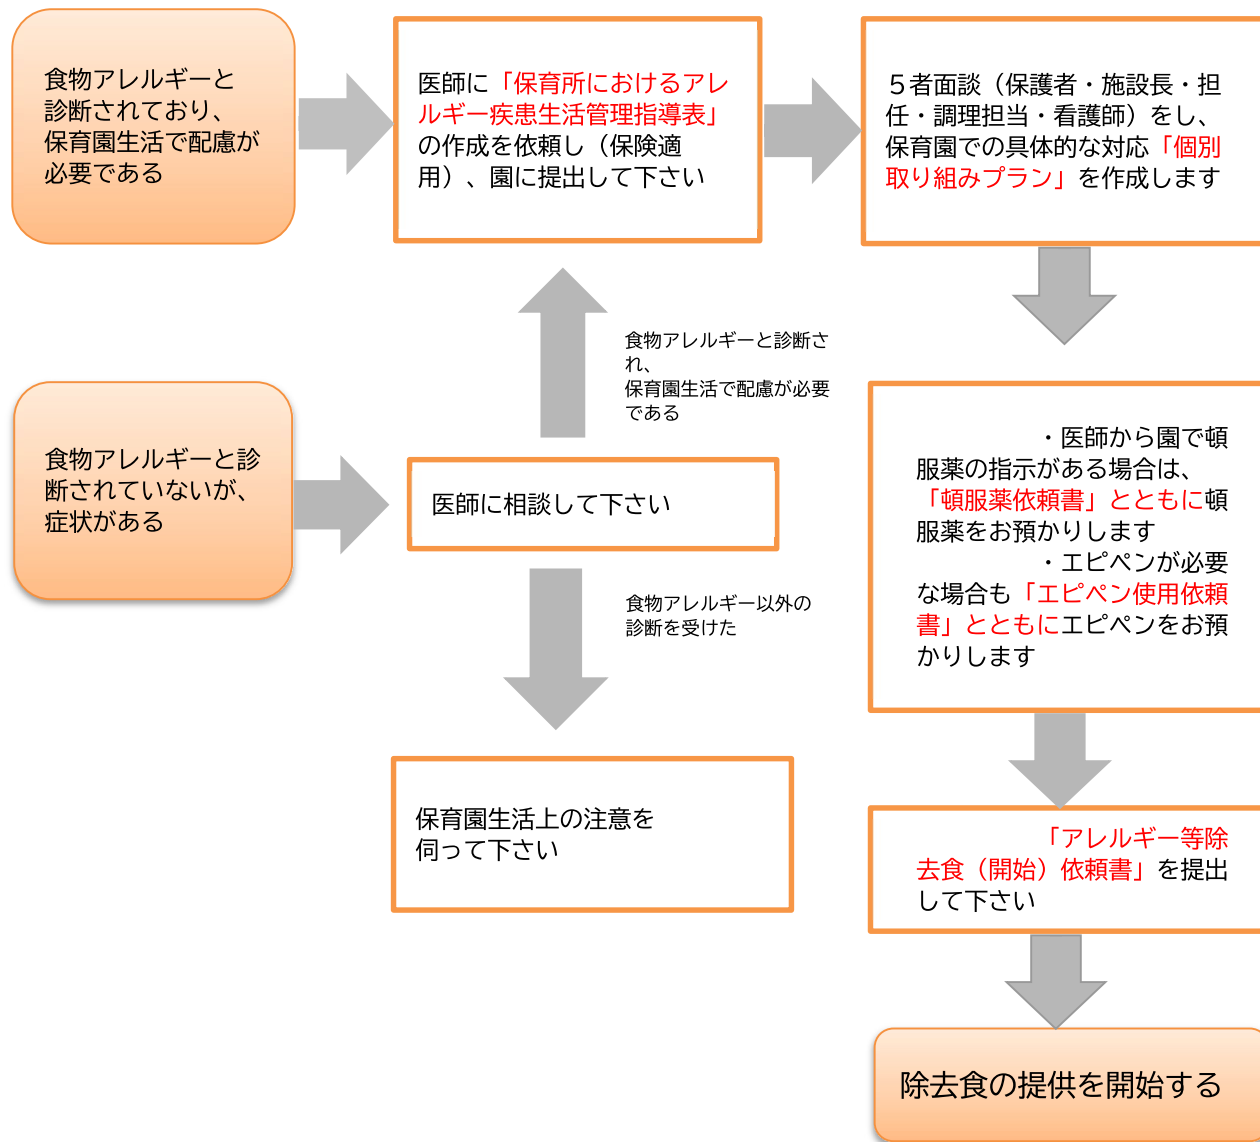 食物アレルギーと
診断されており、
保育園生活で配慮が
必要である
医師に「保育所におけるアレ
ルギー疾患生活管理指導表」
の作成を依頼し（保険適
用）、園に提出して下さい
５者面談（保護者・施設長・担
任・調理担当・看護師）をし、
保育園での具体的な対応「個別
取り組みプラン」を作成します
食物アレルギーと診断さ
れ、
保育園生活で配慮が必要
である
食物アレルギーと診
断されていないが、
症状がある
医師に相談して下さい
・医師から園で頓
服薬の指示がある場合は、
「頓服薬依頼書」とともに頓
服薬をお預かりします
・エピペンが必要
な場合も「エピペン使用依頼
書」とともにエピペンをお預
かりします
食物アレルギー以外の
診断を受けた
保育園生活上の注意を
伺って下さい
「アレルギー等除
去食（開始）依頼書」を提出
して下さい
除去食の提供を開始する